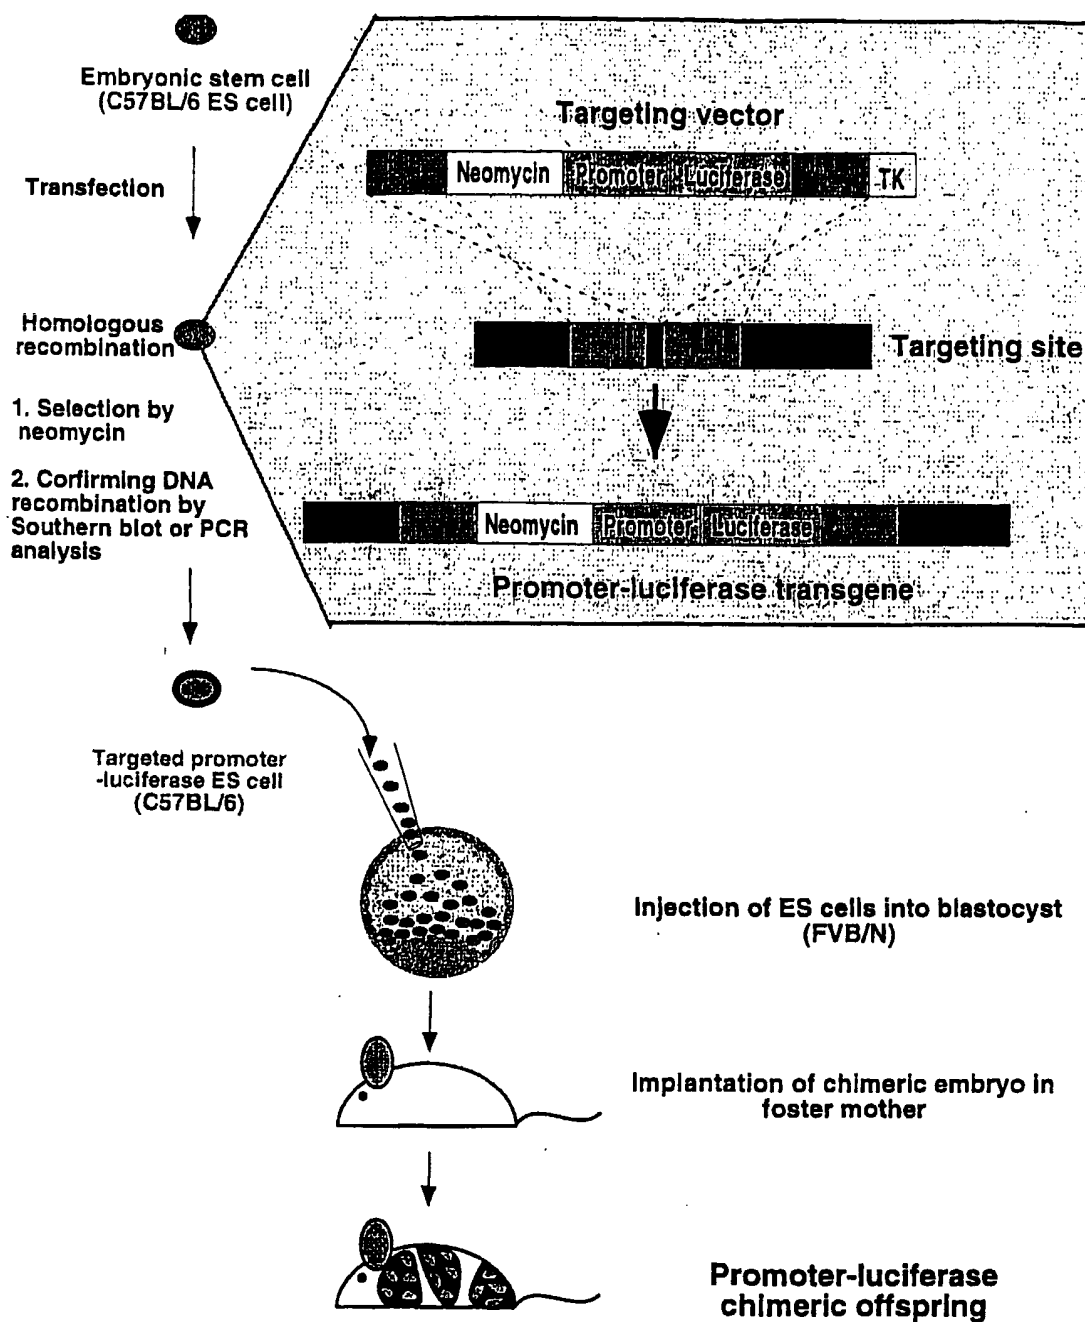 Embryonic stem cell
(C57BL/6 ES cell)
Transfection
Homologous
recombination
1. Selection by
neomycin
2. Corfirming DNA
recombination by
Southern blot or PCR
analysis
Targeting vector
Neomycin Promoter Luciferase TK
Targeting site
Neomycin Promoter Luciferase
Promoter-luciferase transgene
Targeted promoter
-luciferase ES cell
(C57BL/6)
Injection of ES cells into blastocyst
(FVB/N)
Implantation of chimeric embryo in
foster mother
Promoter-luciferase
chimeric offspring